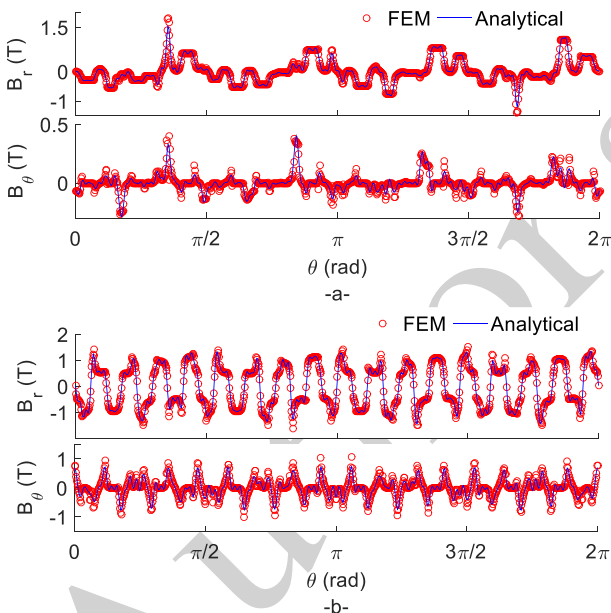 FEM Analytical
1.5
0
-1
B_r (T)
0.5
0
B_θ (T)
0 π/2 π 3π/2 2π
θ (rad)
-a-
FEM Analytical
2
1
0
-1
B_r (T)
1
0
-1
B_θ (T)
0 π/2 π 3π/2 2π
θ (rad)
-b-